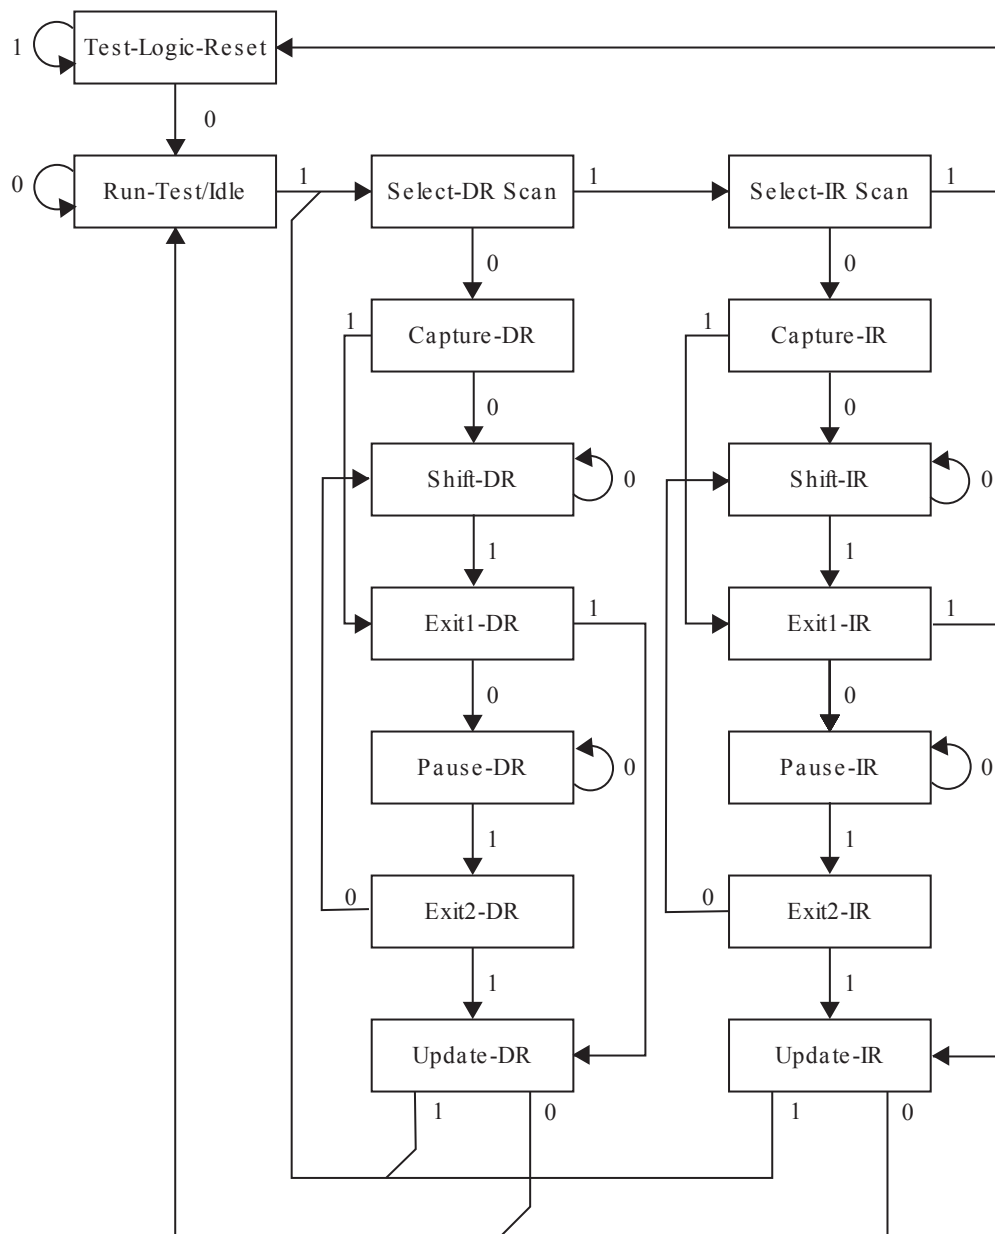 1 Test-Logic-Reset
0
0 Run-Test/Idle 1 Select-DR Scan 1 Select-IR Scan 1
0 0
1 Capture-DR 1 Capture-IR
0 0
Shift-DR 0 Shift-IR 0
1 1
Exit1-DR 1 Exit1-IR 1
0 0
Pause-DR 0 Pause-IR 0
1 1
0 Exit2-DR 0 Exit2-IR
1 1
Update-DR Update-IR
1 0 1 0